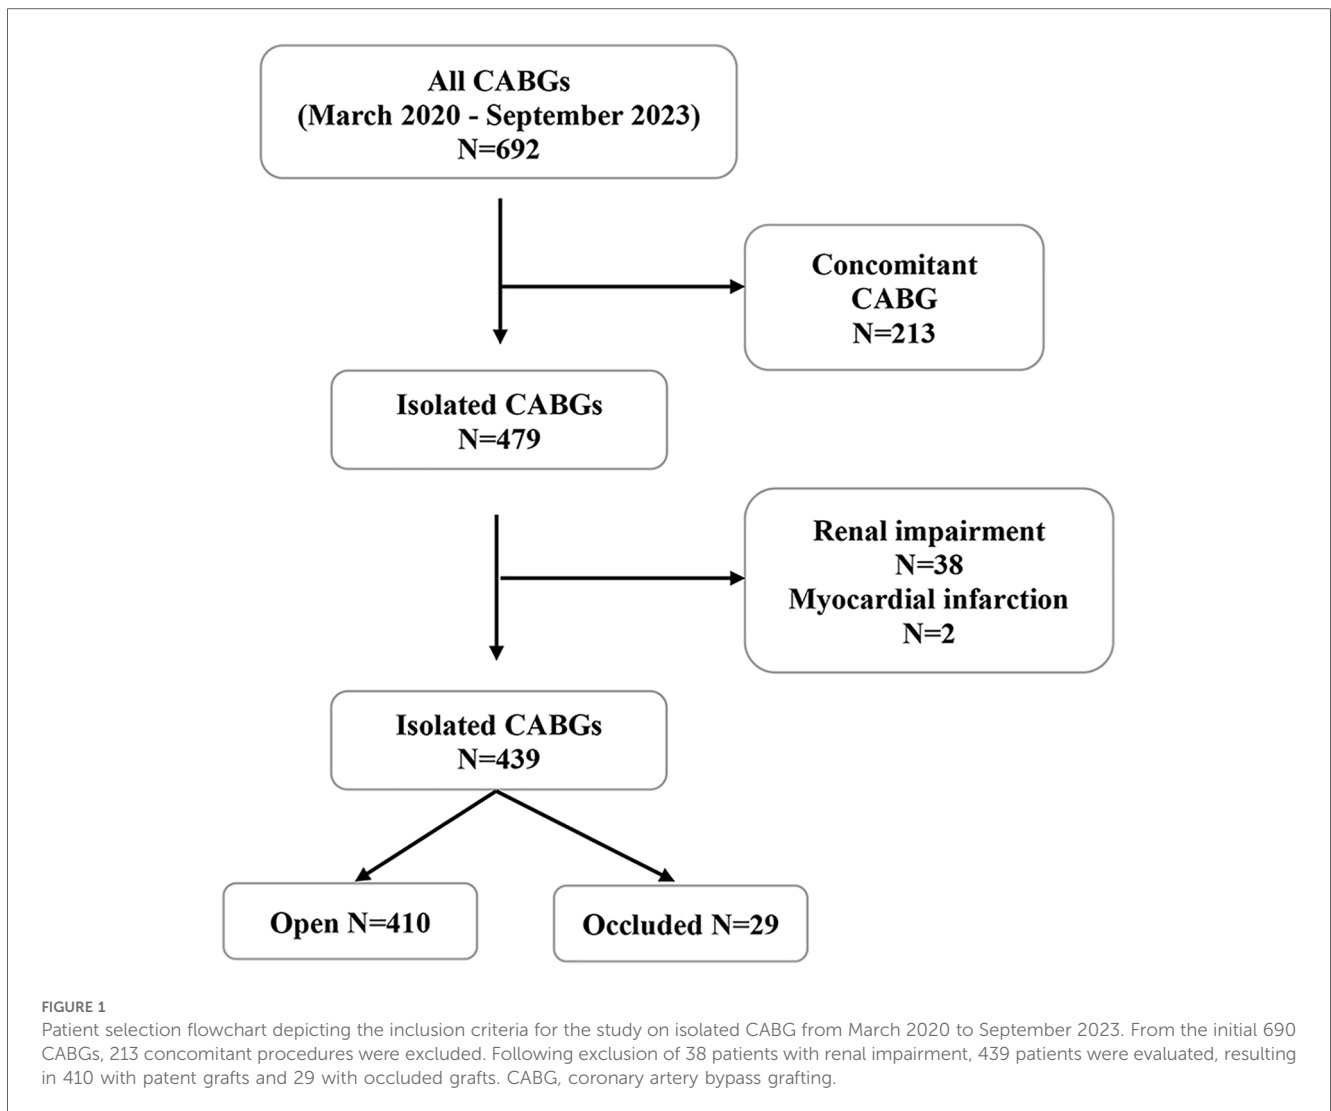 All CABGs
(March 2020 - September 2023)
N=692
Concomitant
CABG
N=213
Isolated CABGs
N=479
Renal impairment
N=38
Myocardial infarction
N=2
Isolated CABGs
N=439
Open N=410
Occluded N=29
FIGURE 1
Patient selection flowchart depicting the inclusion criteria for the study on isolated CABG from March 2020 to September 2023. From the initial 690
CABGs, 213 concomitant procedures were excluded. Following exclusion of 38 patients with renal impairment, 439 patients were evaluated, resulting
in 410 with patent grafts and 29 with occluded grafts. CABG, coronary artery bypass grafting.